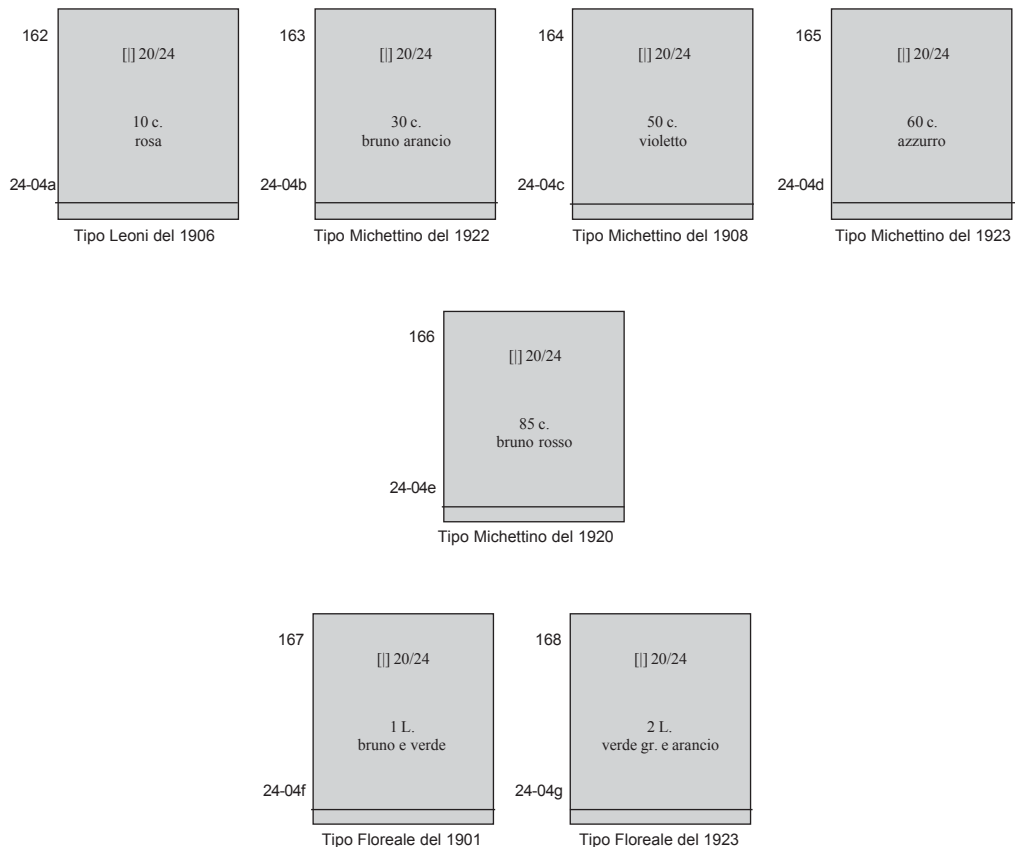 162
[|] 20/24
10 c.
rosa
24-04a
Tipo Leoni del 1906
163
[|] 20/24
30 c.
bruno arancio
24-04b
Tipo Michettino del 1922
164
[|] 20/24
50 c.
violetto
24-04c
Tipo Michettino del 1908
165
[|] 20/24
60 c.
azzurro
24-04d
Tipo Michettino del 1923
166
[|] 20/24
85 c.
bruno rosso
24-04e
Tipo Michettino del 1920
167
[|] 20/24
1 L.
bruno e verde
24-04f
Tipo Floreale del 1901
168
[|] 20/24
2 L.
verde gr. e arancio
24-04g
Tipo Floreale del 1923